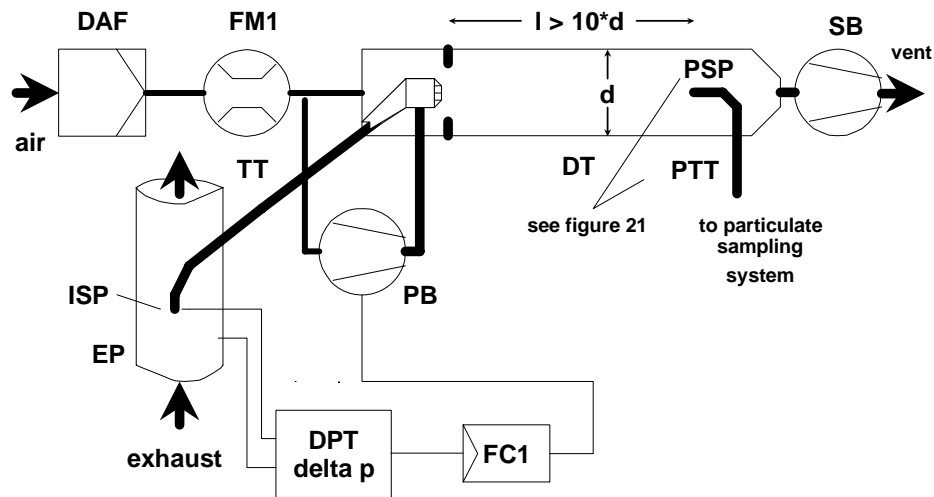 DAF
FM1
l > 10*d
SB
vent
PSP
d
air
TT
DT
PTT
see figure 21
to particulate
sampling
system
ISP
PB
EP
DPT
delta p
FC1
exhaust